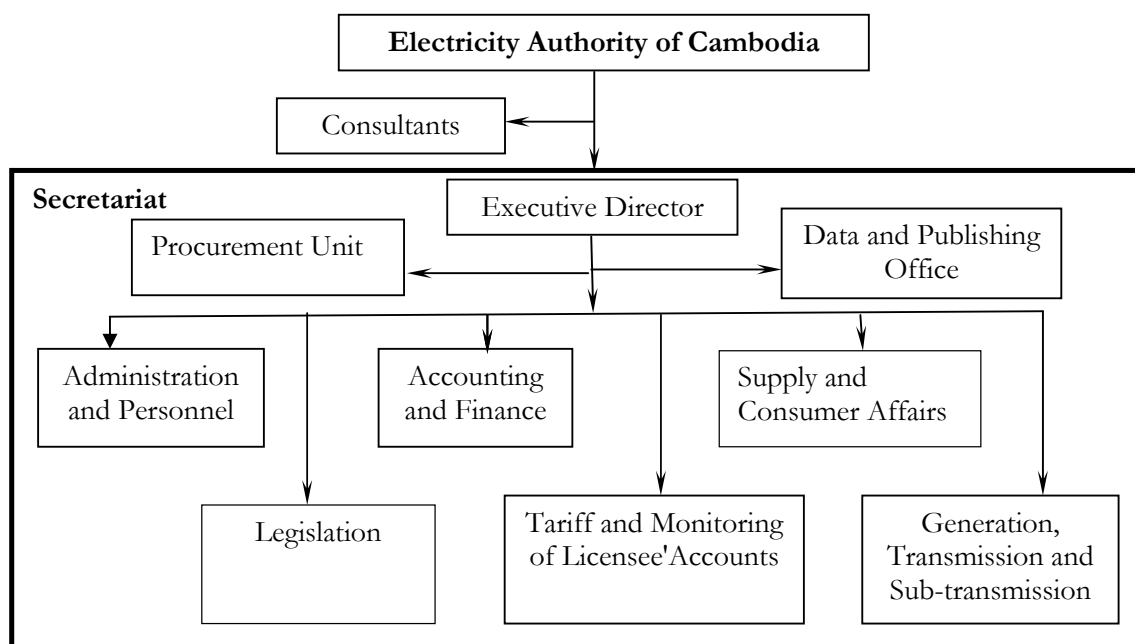 Electricity Authority of Cambodia
Consultants
Secretariat
Executive Director
Procurement Unit
Data and Publishing
Office
Administration
and Personnel
Accounting
and Finance
Supply and
Consumer Affairs
Legislation
Tariff and Monitoring
of Licensee'Accounts
Generation,
Transmission and
Sub-transmission